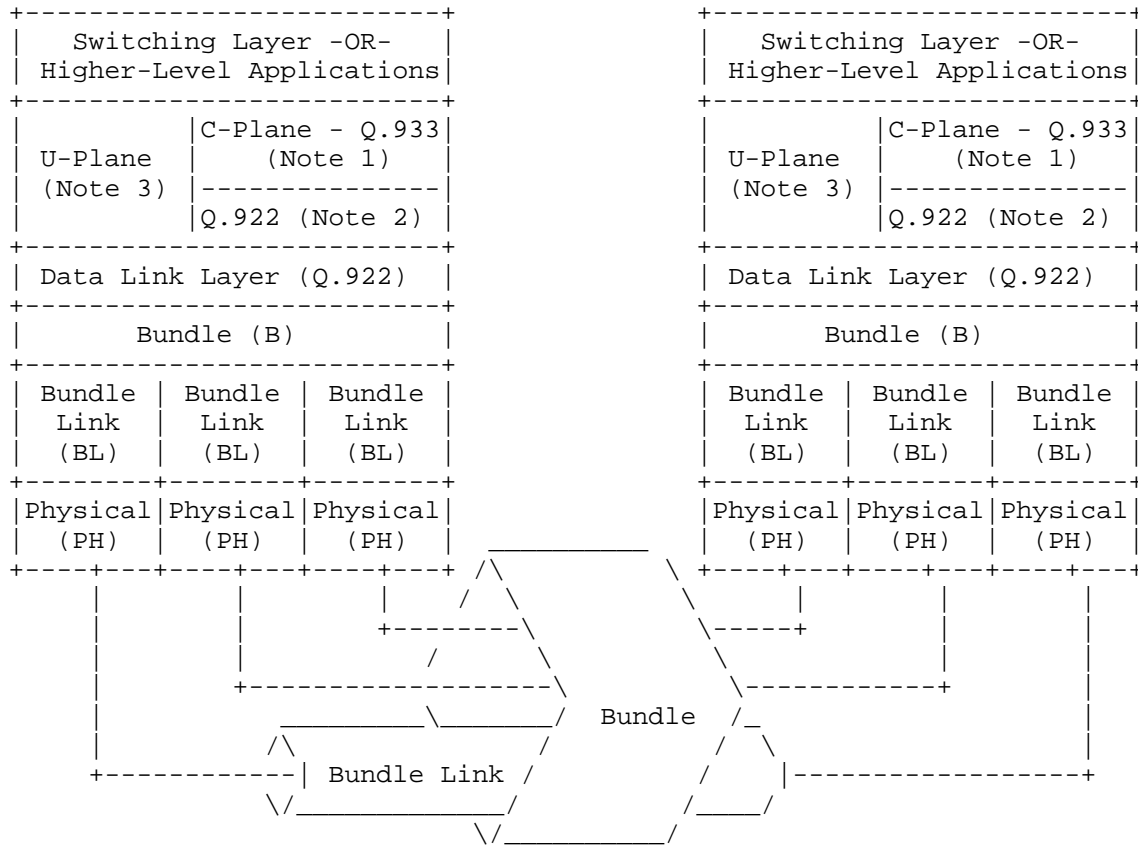 Switching Layer -OR-
Higher-Level Applications
C-Plane - Q.933
U-Plane (Note 1)
(Note 3)
Q.922 (Note 2)
Data Link Layer (Q.922)
Bundle (B)
Bundle Bundle Bundle
Link Link Link
(BL) (BL) (BL)
Physical Physical Physical
(PH) (PH) (PH)
Switching Layer -OR-
Higher-Level Applications
C-Plane - Q.933
U-Plane (Note 1)
(Note 3)
Q.922 (Note 2)
Data Link Layer (Q.922)
Bundle (B)
Bundle Bundle Bundle
Link Link Link
(BL) (BL) (BL)
Physical Physical Physical
(PH) (PH) (PH)
Bundle
Bundle Link